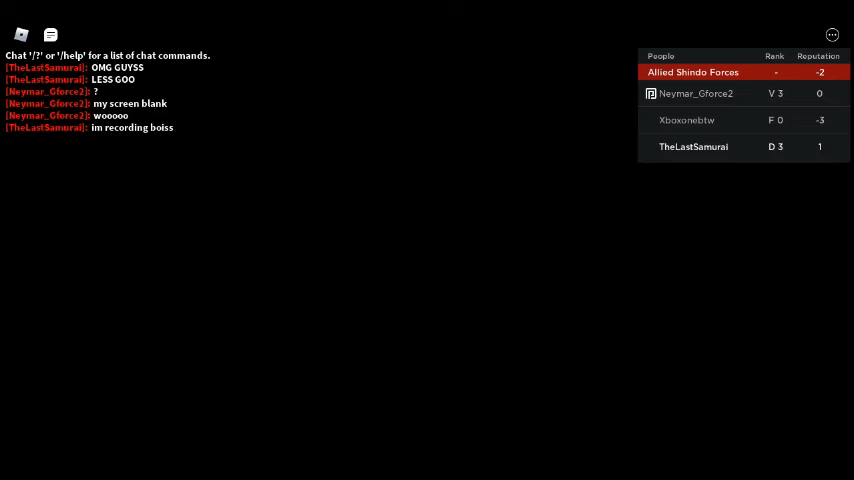 Chat '/?' or '/help' for a list of chat commands.
[TheLastSamurai]: OMG GUYSS
[TheLastSamurai]: LESS GOO
[Neymar_Gforce2]: ?
[Neymar_Gforce2]: my screen blank
[Neymar_Gforce2]: wooooo
[TheLastSamurai]: im recording boiss
People Rank Reputation
Allied Shindo Forces - -2
Neymar_Gforce2 V 3 0
Xboxonebtw F 0 -3
TheLastSamurai D 3 1